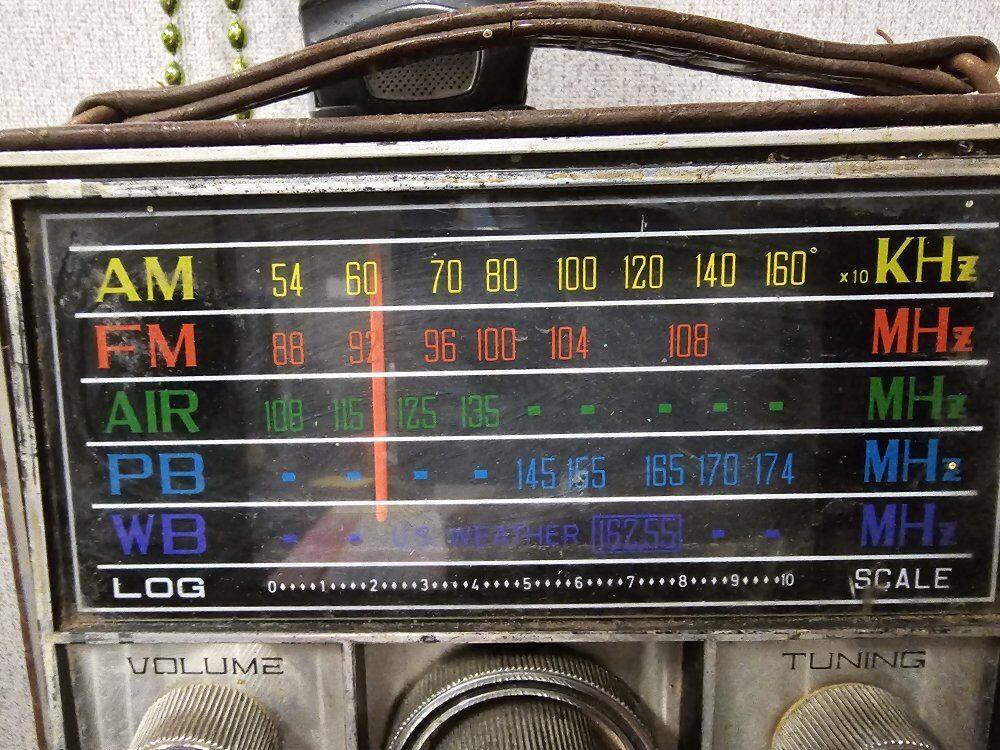 AM 54 60 70 80 100 120 140 160° x10 KHz
FM 88 92 96 100 104 108 MHz
AIR 108 115 125 135 - - - - - MHz
PB - - - - 145 155 165 170 174 MHz
WB - - U.S. WEATHER 162.55 - - MHz
LOG 0••••1••••2••••3••••4••••5••••6••••7••••8••••9••••10 SCALE
VOLUME TUNING